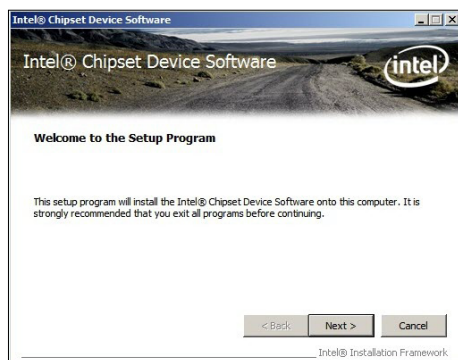 Intel® Chipset Device Software
Intel® Chipset Device Software
intel
Welcome to the Setup Program
This setup program will install the Intel® Chipset Device Software onto this computer. It is
strongly recommended that you exit all programs before continuing.
< Back Next > Cancel
Intel® Installation Framework